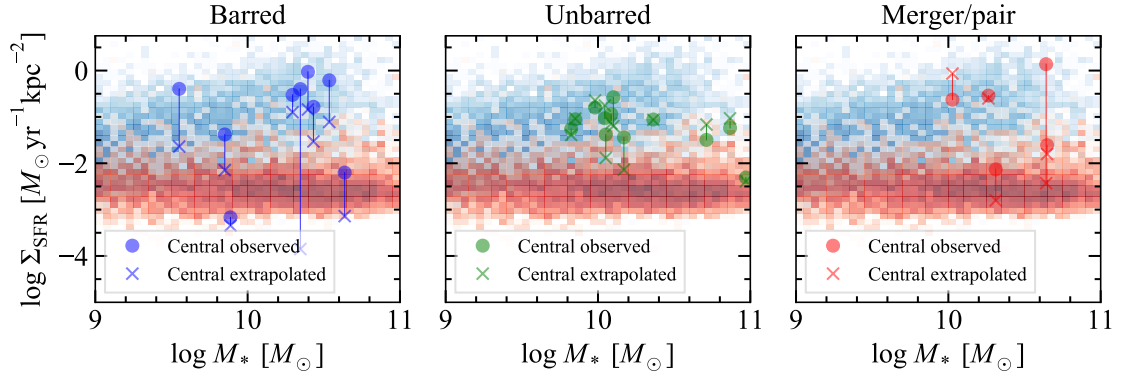 Barred
Unbarred
Merger/pair
log Σ_SFR [M_⊙ yr⁻¹ kpc⁻²]
0
−2
−4
Central observed
Central extrapolated
Central observed
Central extrapolated
Central observed
Central extrapolated
9 10 11
9 10 11
9 10 11
log M_* [M_⊙]
log M_* [M_⊙]
log M_* [M_⊙]